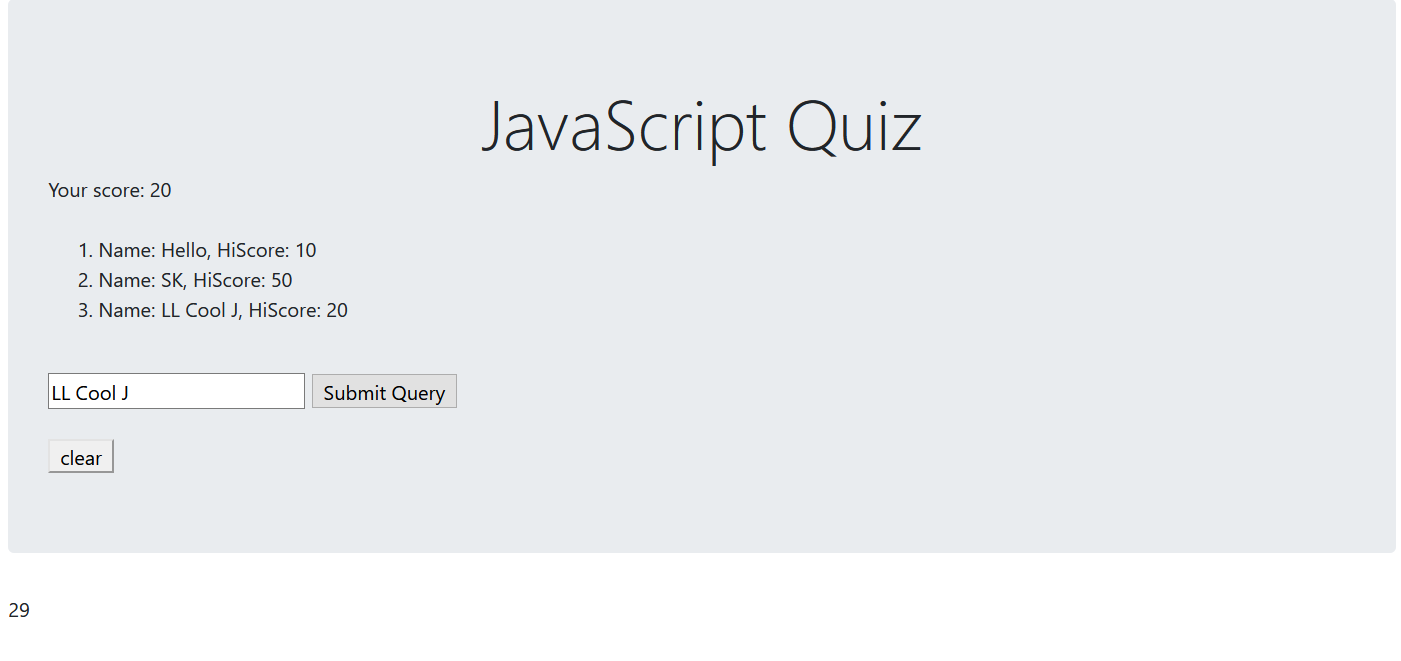 JavaScript Quiz
Your score: 20
1. Name: Hello, HiScore: 10
2. Name: SK, HiScore: 50
3. Name: LL Cool J, HiScore: 20
LL Cool J Submit Query
clear
29